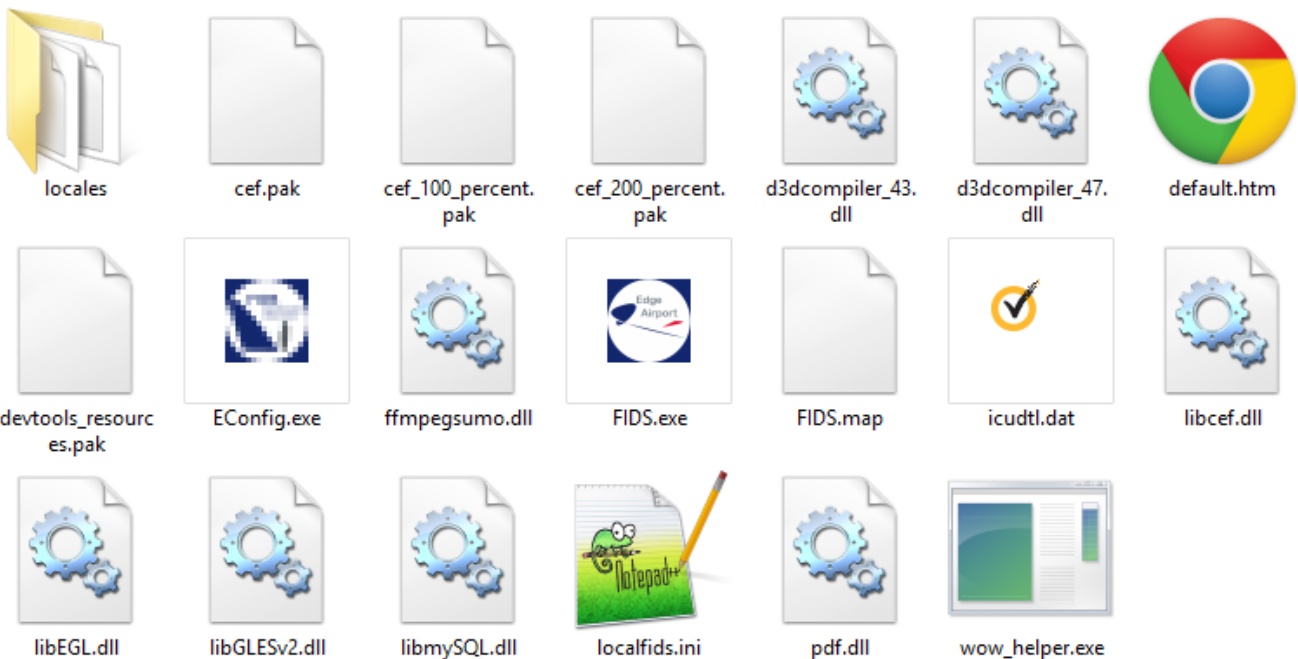 locales
cef.pak
cef_100_percent.
pak
cef_200_percent.
pak
d3dcompiler_43.
dll
d3dcompiler_47.
dll
default.htm
devtools_resourc
es.pak
EConfig.exe
ffmpegsumo.dll
Edge
Airport
FIDS.exe
FIDS.map
icudtl.dat
libcef.dll
libEGL.dll
libGLESv2.dll
libmySQL.dll
Notepad++
localfids.ini
pdf.dll
wow_helper.exe